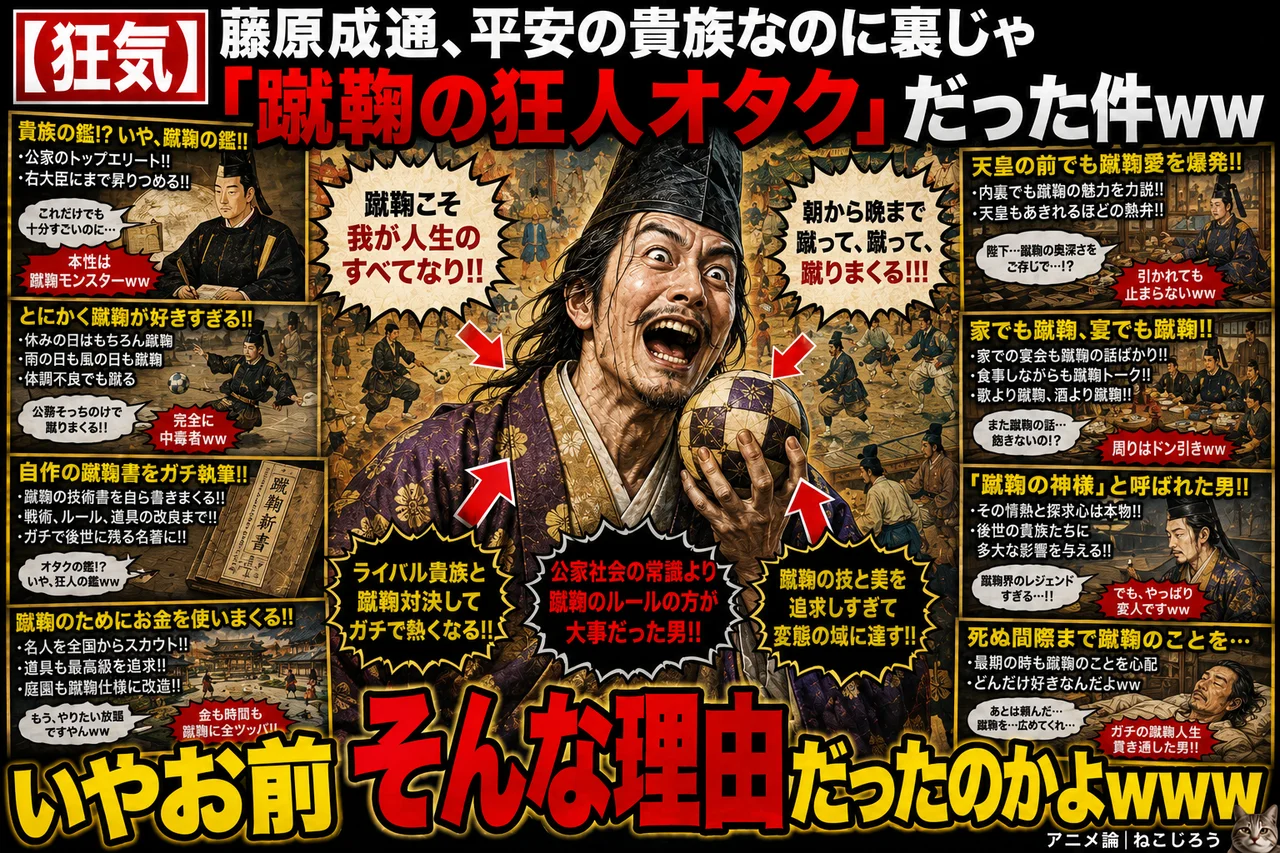 【狂気】
藤原成通、平安の貴族なのに裏じゃ
「蹴鞠の狂人オタク」だった件ww
貴族の鑑!? いや、蹴鞠の鑑!!
・公家のトップエリート!!
・右大臣にまで昇りつめる!!
これだけでも
十分すごいのに…
本性は
蹴鞠モンスターww
とにかく蹴鞠が好きすぎる!!
・休みの日はもちろん蹴鞠
・雨の日も風の日も蹴鞠
・体調不良でも蹴る
公務そっちのけで
蹴りまくる!!
完全に
中毒者ww
自作の蹴鞠書をガチ執筆!!
・蹴鞠の技術書を自ら書きまくる!!
・戦術、ルール、道具の改良まで!!
・ガチで後世に残る名著に!!
オタクの鑑!?
いや、狂人の鑑ww
蹴鞠新書
蹴鞠のためにお金を使いまくる!!
・名人を全国からスカウト!!
・道具も最高級を追求!!
・庭園も蹴鞠仕様に改造!!
もう、やりたい放題
ですやんww
金も時間も
蹴鞠に全ツッパ!!
蹴鞠こそ
我が人生の
すべてなり!!
朝から晩まで
蹴って、蹴って、
蹴りまくる!!!
ライバル貴族と
蹴鞠対決して
ガチで熱くなる!!
公家社会の常識より
蹴鞠のルールの方が
大事だった男!!
蹴鞠の技と美を
追求しすぎて
変態の域に達す!!
天皇の前でも蹴鞠愛を爆発!!
・内裏でも蹴鞠の魅力を力説!!
・天皇もあきれるほどの熱弁!!
陛下…蹴鞠の奥深さを
ご存じで…!?
引かれても
止まらないww
家でも蹴鞠、宴でも蹴鞠!!
・家での宴会も蹴鞠の話ばかり!!
・食事しながらも蹴鞠トーク!!
・歌より蹴鞠、酒より蹴鞠!!
また蹴鞠の話…
飽きないの!?
周りはドン引きww
「蹴鞠の神様」と呼ばれた男!!
・その情熱と探求心は本物!!
・後世の貴族たちに
多大な影響を与える!!
蹴鞠界のレジェンド
すぎる…!!
でも、やっぱり
変人ですww
死ぬ間際まで蹴鞠のことを…
・最期の時も蹴鞠のことを心配
・どんだけ好きなんだよww
あとは頼んだ…
蹴鞠を…広めてくれ…
ガチの蹴鞠人生
貫き通した男!!
いやお前そんな理由だったのかよwww
アニメ論|ねこじろう